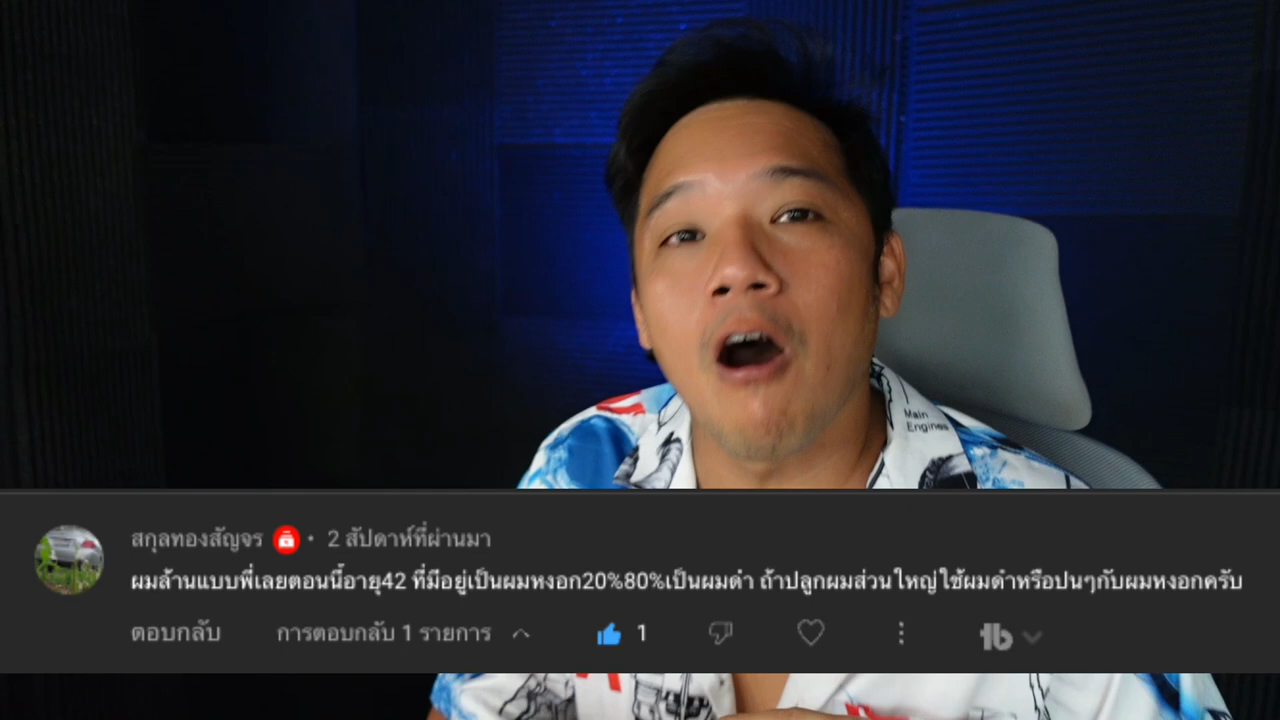 Main
Engines
สกุลทองสัญจร • 2 สัปดาห์ที่ผ่านมา
ผมล้านแบบพี่เลยตอนนี้อายุ42 ที่มีอยู่เป็นผมหงอก20%80%เป็นผมดำ ถ้าปลูกผมส่วนใหญ่ใช้ผมดำหรือปนๆกับผมหงอกครับ
ตอบกลับ การตอบกลับ 1 รายการ 1 tb